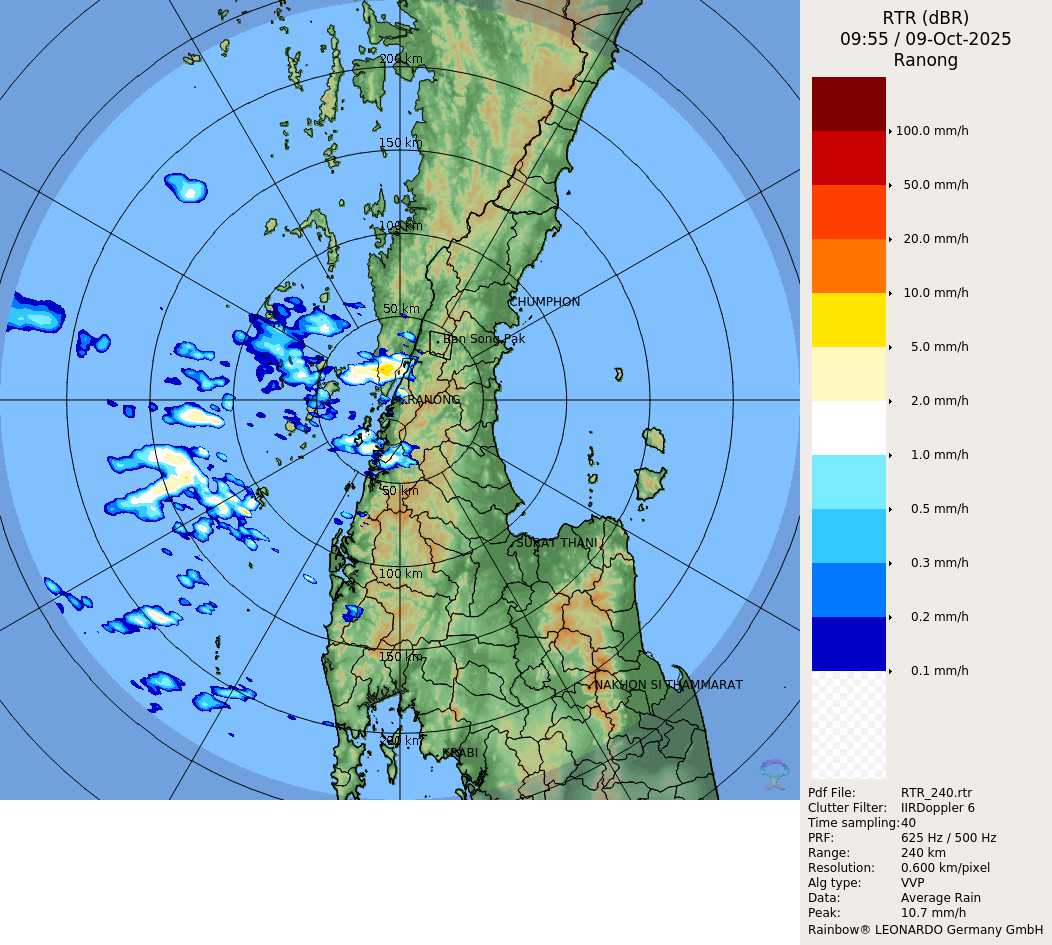 RTR (dBR)
09:55 / 09-Oct-2025
Ranong
200 km
150 km
100 km
50 km
CHUMPHON
Ban Song Pak
RANONG
50 km
SURAT THANI
100 km
150 km
NAKHON SI THAMMARAT
200 km
KRABI
100.0 mm/h
50.0 mm/h
20.0 mm/h
10.0 mm/h
5.0 mm/h
2.0 mm/h
1.0 mm/h
0.5 mm/h
0.3 mm/h
0.2 mm/h
0.1 mm/h
Pdf File: RTR_240.rtr
Clutter Filter: IIRDoppler 6
Time sampling: 40
PRF: 625 Hz / 500 Hz
Range: 240 km
Resolution: 0.600 km/pixel
Alg type: VVP
Data: Average Rain
Peak: 10.7 mm/h
Rainbow® LEONARDO Germany GmbH